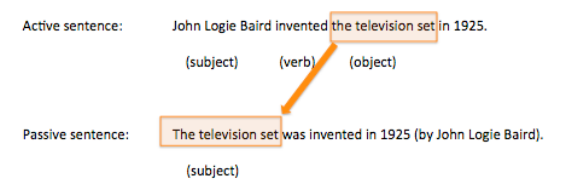 Active sentence: John Logie Baird invented the television set in 1925.
(subject) (verb) (object)
Passive sentence: The television set was invented in 1925 (by John Logie Baird).
(subject)